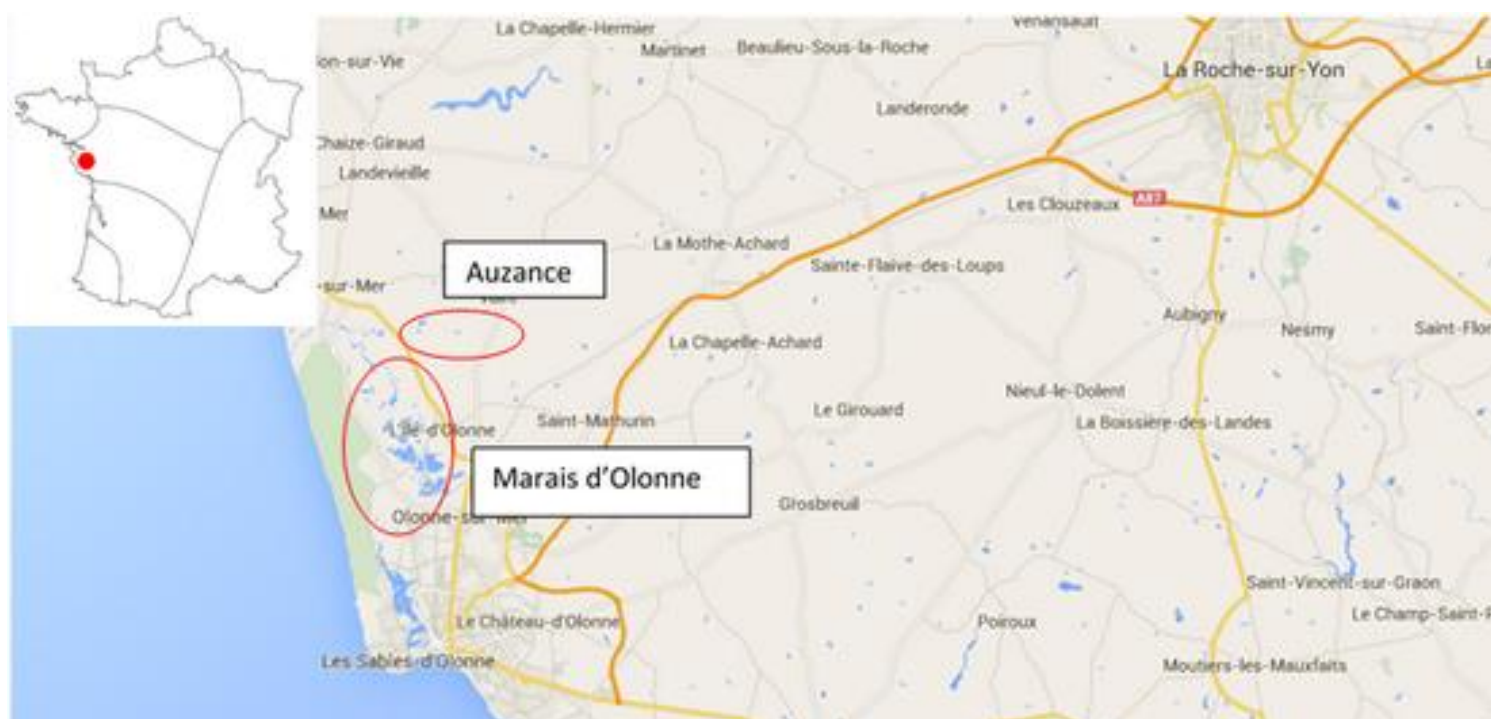 La Chapelle-Hermier
Venansault
Martinet
Beaulieu-Sous-la-Roche
on-sur-Vie
La Roche-sur-Yon
La
Landeronde
Chaize-Giraud
Landevieille
A87
Les Clouzeaux
Mer
La Mothe-Achard
Auzance
Sainte-Flaive-des-Loups
-sur-Mer
Aubigny
Nesmy
Saint-Flor
La Chapelle-Achard
Nieul-le-Dolent
Le Girouard
Saint-Mathurin
L'Île-d'Olonne
La Boissière-des-Landes
Marais d'Olonne
Grosbreuil
Olonne-sur-Mer
Saint-Vincent-sur-Graon
Le Champ-Saint-P
Le Château-d'Olonne
Poiroux
Les Sables-d'Olonne
Moutiers-les-Mauxfaits